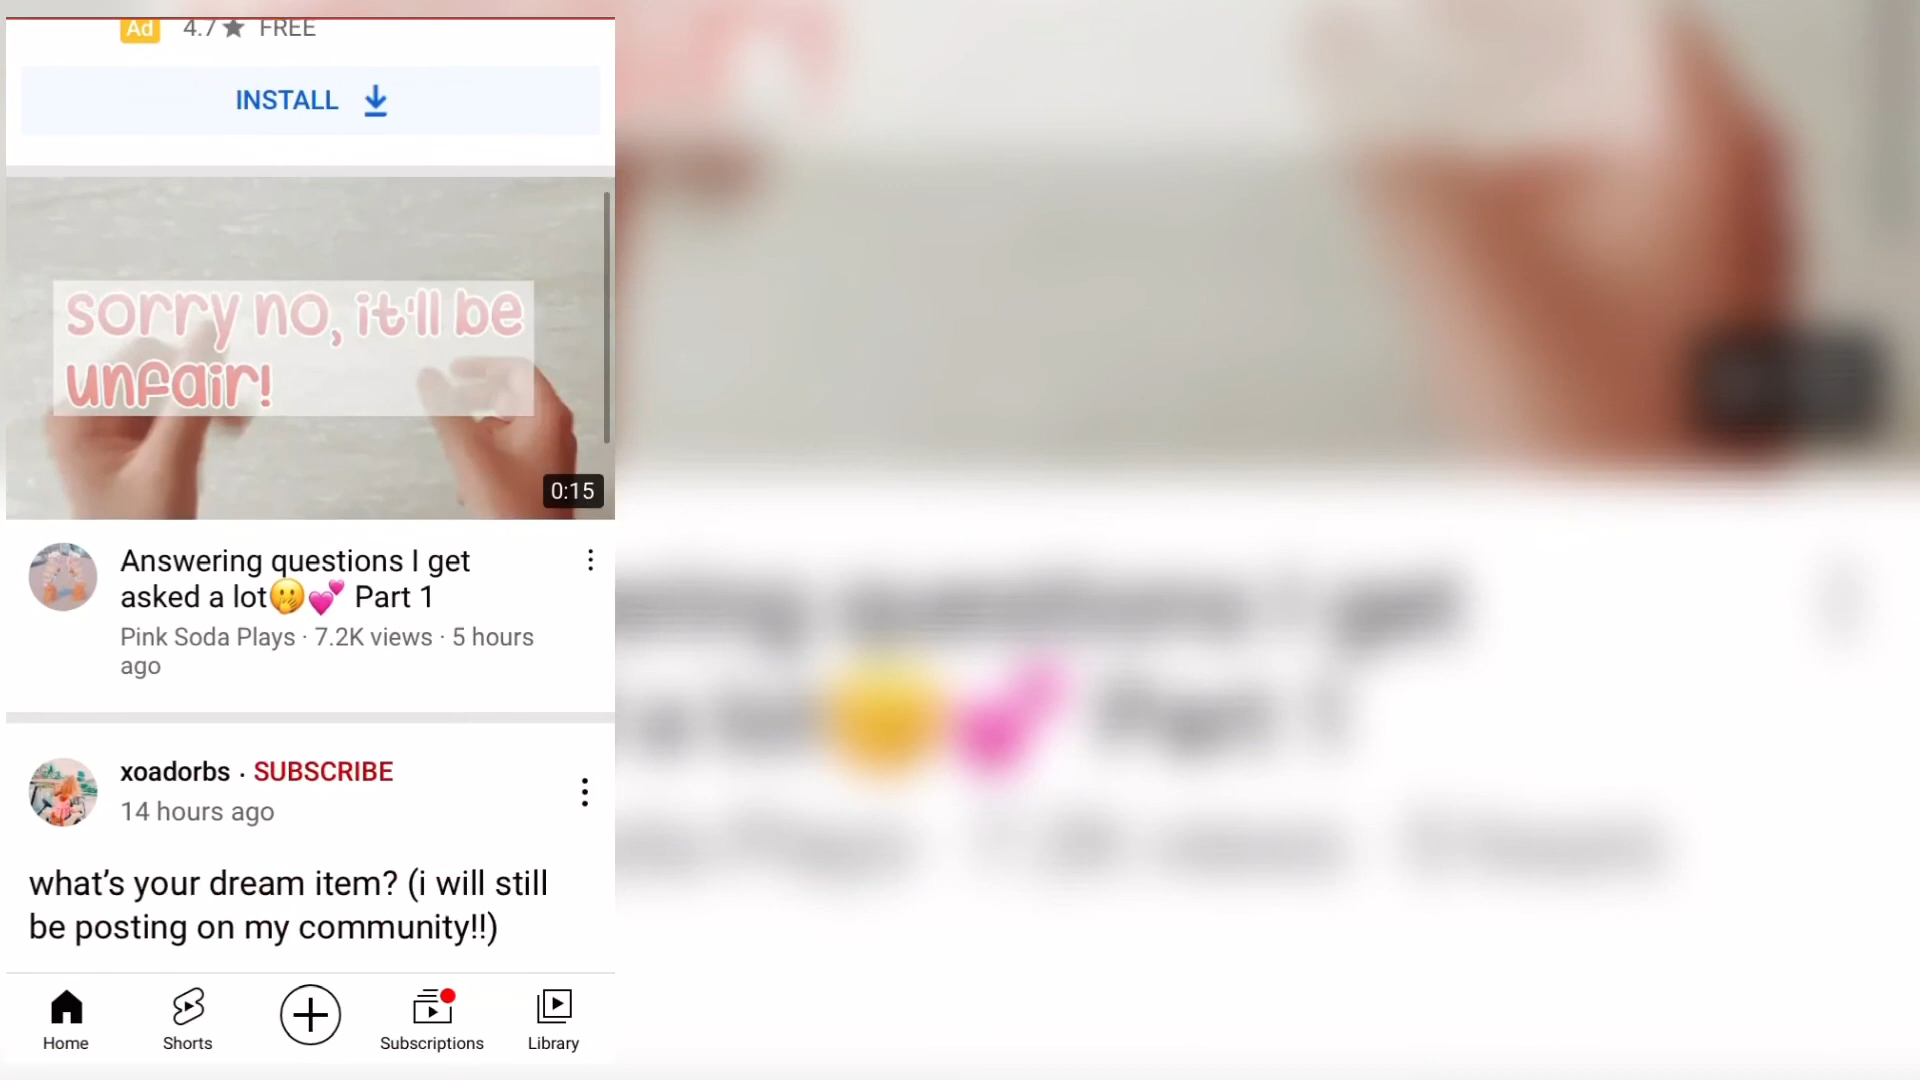 Ad 4.7★ FREE
INSTALL
sorry no, it'll be
unfair!
0:15
Answering questions I get
asked a lot🤭💕 Part 1
Pink Soda Plays · 7.2K views · 5 hours
ago
xoadorbs · SUBSCRIBE
14 hours ago
what’s your dream item? (i will still
be posting on my community!!)
Home Shorts Subscriptions Library